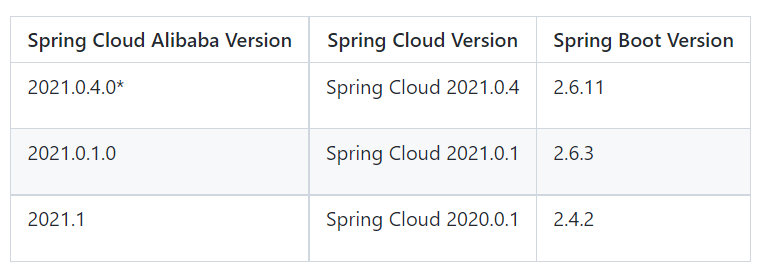 Spring Cloud Alibaba Version Spring Cloud Version Spring Boot Version
2021.0.4.0* Spring Cloud 2021.0.4 2.6.11
2021.0.1.0 Spring Cloud 2021.0.1 2.6.3
2021.1 Spring Cloud 2020.0.1 2.4.2